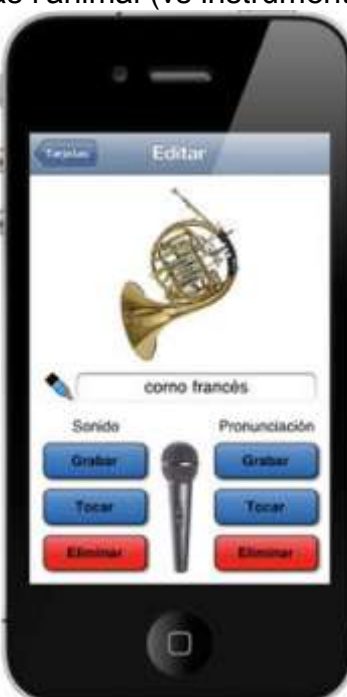 Tarjetas
Editar
corno francés
Sonido
Pronunciación
Grabar
Grabar
Tocar
Tocar
Eliminar
Eliminar